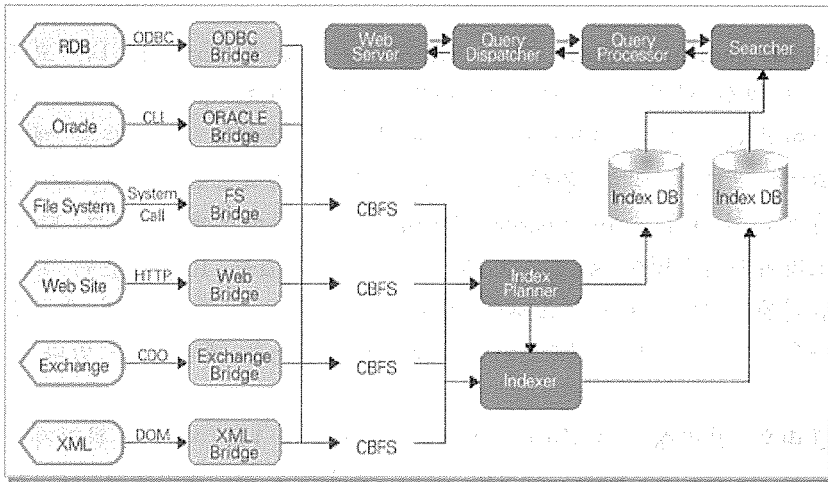 RDB
ODBC
ODBC
Bridge
Web
Server
Query
Dispatcher
Query
Processor
Searcher
Oracle
CLI
ORACLE
Bridge
File System
System
Call
FS
Bridge
CBFS
Index DB
Index DB
Web Site
HTTP
Web
Bridge
CBFS
Index
Planner
Exchange
CDO
Exchange
Bridge
CBFS
Indexer
XML
DOM
XML
Bridge
CBFS